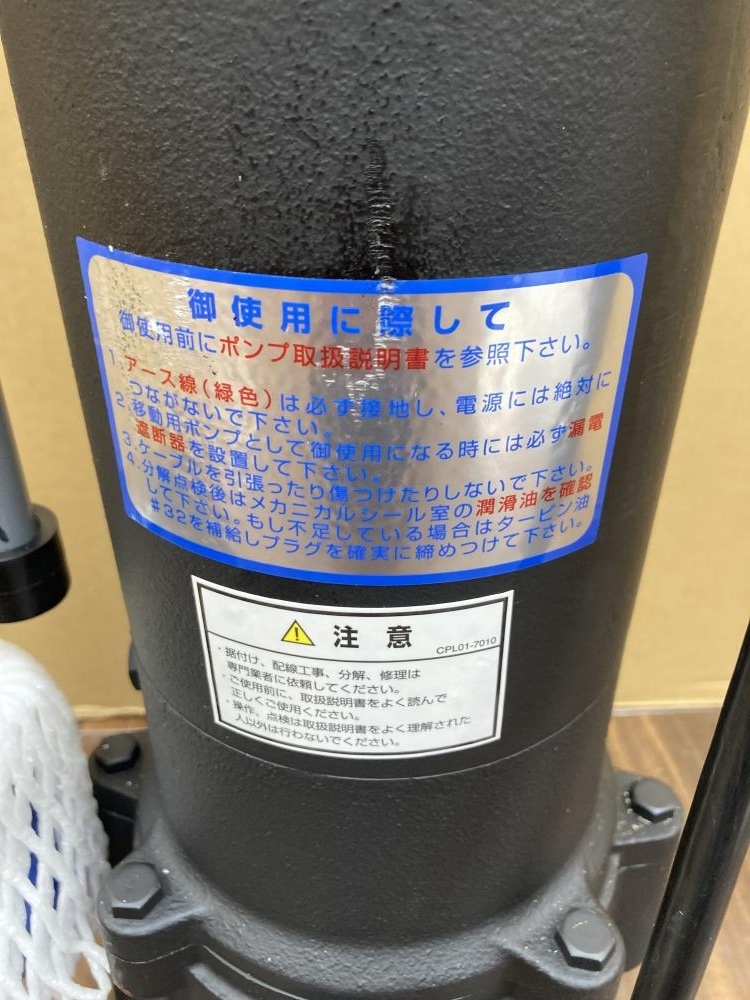 御使用に際して
御使用前にポンプ取扱説明書を参照下さい。
1.アース線(緑色)は必ず接地し、電源には絶対に
つながないで下さい。
2.移動用ポンプとして御使用になる時には必ず漏電
遮断器を設置して下さい。
3.ケーブルを引張ったり傷つけたりしないで下さい。
4.分解点検後はメカニカルシール室の潤滑油を確認
して下さい。もし不足している場合はタービン油
#32を補給しプラグを確実に締めつけて下さい。
注意
CPL01-7010
・据付け、配線工事、分解、修理は
専門業者に依頼してください。
・ご使用前に、取扱説明書をよく読んで
正しくご使用ください。
・操作、点検は取扱説明書をよく理解された
人以外は行わないでください。